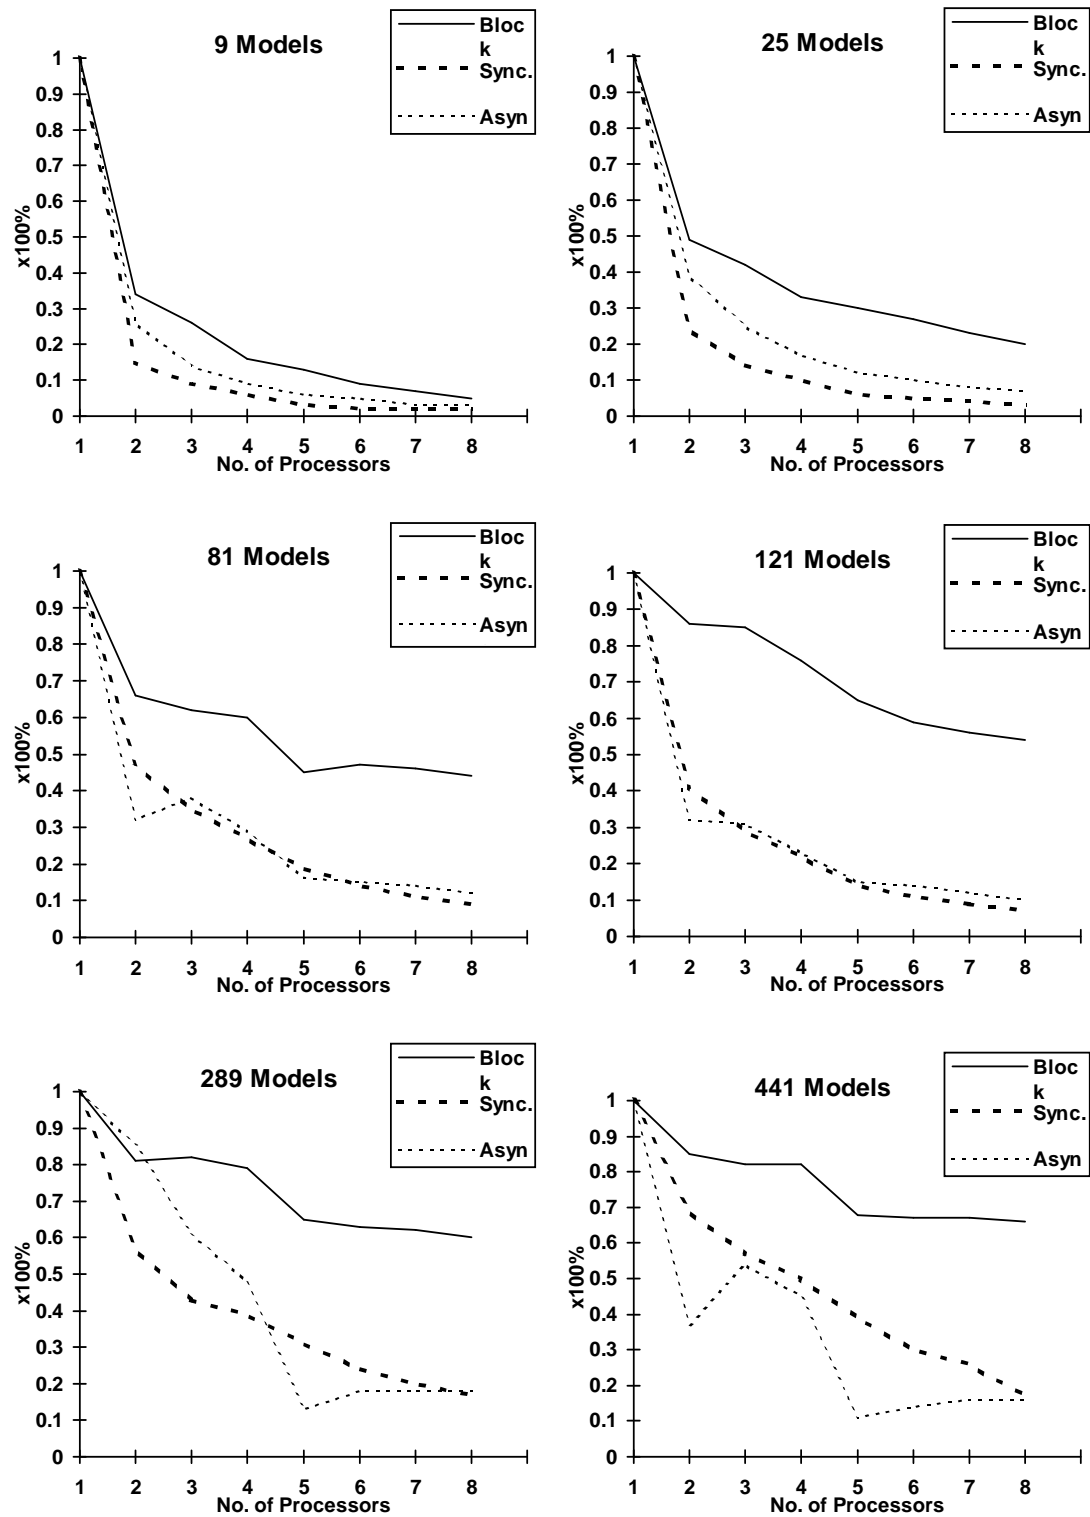 9 Models
Bloc
k
Sync.
Asyn
1
0.9
0.8
0.7
0.6
0.5
0.4
0.3
0.2
0.1
0
x100%
1 2 3 4 5 6 7 8
No. of Processors
25 Models
Bloc
k
Sync.
Asyn
1
0.9
0.8
0.7
0.6
0.5
0.4
0.3
0.2
0.1
0
x100%
1 2 3 4 5 6 7 8
No. of Processors
81 Models
Bloc
k
Sync.
Asyn
1
0.9
0.8
0.7
0.6
0.5
0.4
0.3
0.2
0.1
0
x100%
1 2 3 4 5 6 7 8
No. of Processors
121 Models
Bloc
k
Sync.
Asyn
1
0.9
0.8
0.7
0.6
0.5
0.4
0.3
0.2
0.1
0
x100%
1 2 3 4 5 6 7 8
No. of Processors
289 Models
Bloc
k
Sync.
Asyn
1
0.9
0.8
0.7
0.6
0.5
0.4
0.3
0.2
0.1
0
x100%
1 2 3 4 5 6 7 8
No. of Processors
441 Models
Bloc
k
Sync.
Asyn
1
0.9
0.8
0.7
0.6
0.5
0.4
0.3
0.2
0.1
0
x100%
1 2 3 4 5 6 7 8
No. of Processors